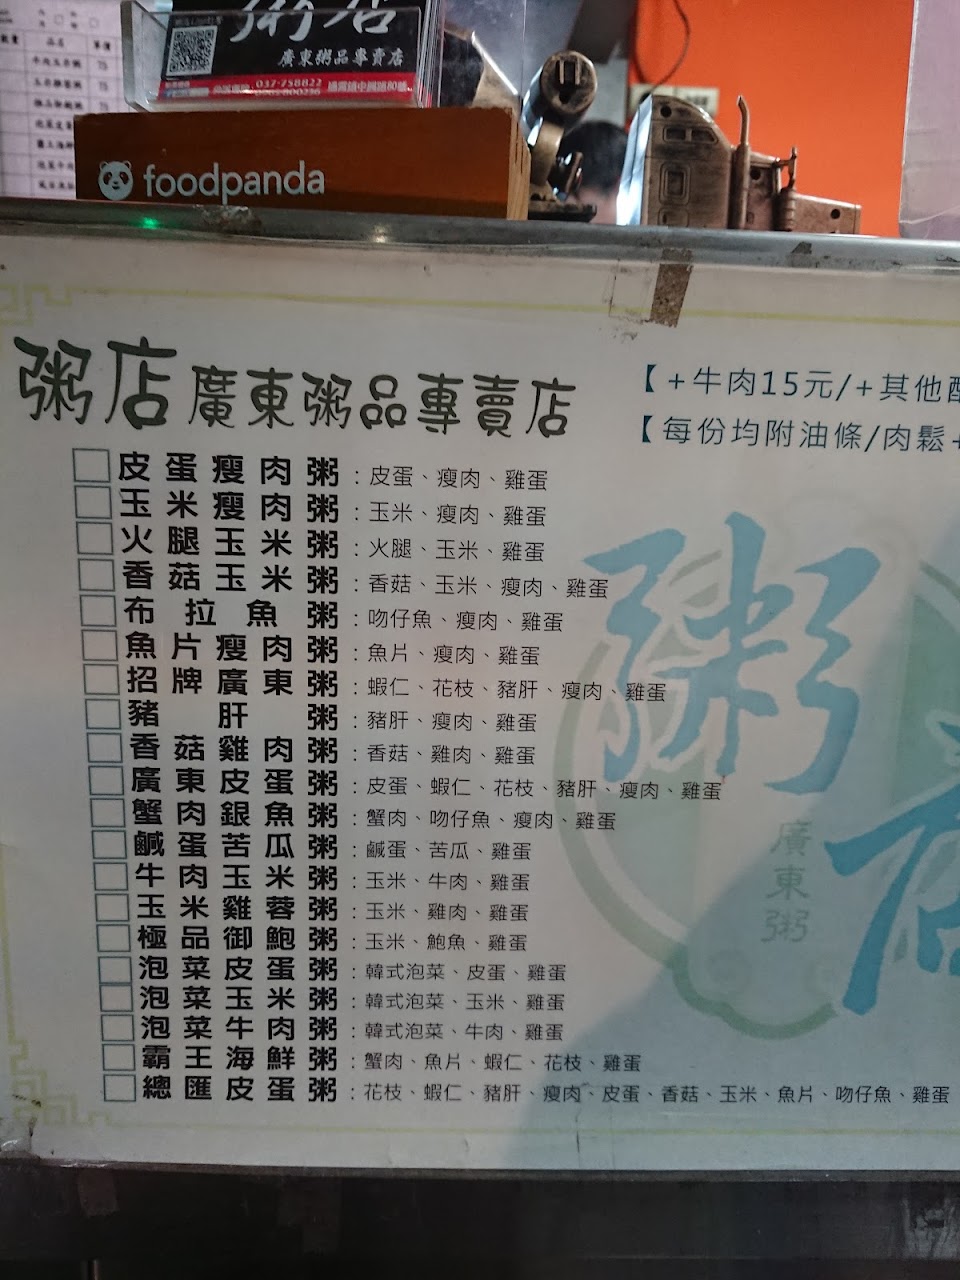 粥店
廣東粥品專賣店
037-758822
通霄鎮中興路80號
foodpanda
粥店 廣東粥品專賣店
【+牛肉15元/+其他配
【每份均附油條/肉鬆+
皮蛋瘦肉粥:皮蛋、瘦肉、雞蛋
玉米瘦肉粥:玉米、瘦肉、雞蛋
火腿玉米粥:火腿、玉米、雞蛋
香菇玉米粥:香菇、玉米、瘦肉、雞蛋
布拉魚粥:吻仔魚、瘦肉、雞蛋
魚片瘦肉粥:魚片、瘦肉、雞蛋
招牌廣東粥:蝦仁、花枝、豬肝、瘦肉、雞蛋
豬肝粥:豬肝、瘦肉、雞蛋
香菇雞肉粥:香菇、雞肉、雞蛋
廣東皮蛋粥:皮蛋、蝦仁、花枝、豬肝、瘦肉、雞蛋
蟹肉銀魚粥:蟹肉、吻仔魚、瘦肉、雞蛋
鹹蛋苦瓜粥:鹹蛋、苦瓜、雞蛋
牛肉玉米粥:玉米、牛肉、雞蛋
玉米雞蓉粥:玉米、雞肉、雞蛋
極品御鮑粥:玉米、鮑魚、雞蛋
泡菜皮蛋粥:韓式泡菜、皮蛋、雞蛋
泡菜玉米粥:韓式泡菜、玉米、雞蛋
泡菜牛肉粥:韓式泡菜、牛肉、雞蛋
霸王海鮮粥:蟹肉、魚片、蝦仁、花枝、雞蛋
總匯皮蛋粥:花枝、蝦仁、豬肝、瘦肉、皮蛋、香菇、玉米、魚片、吻仔魚、雞蛋
粥店
廣東粥